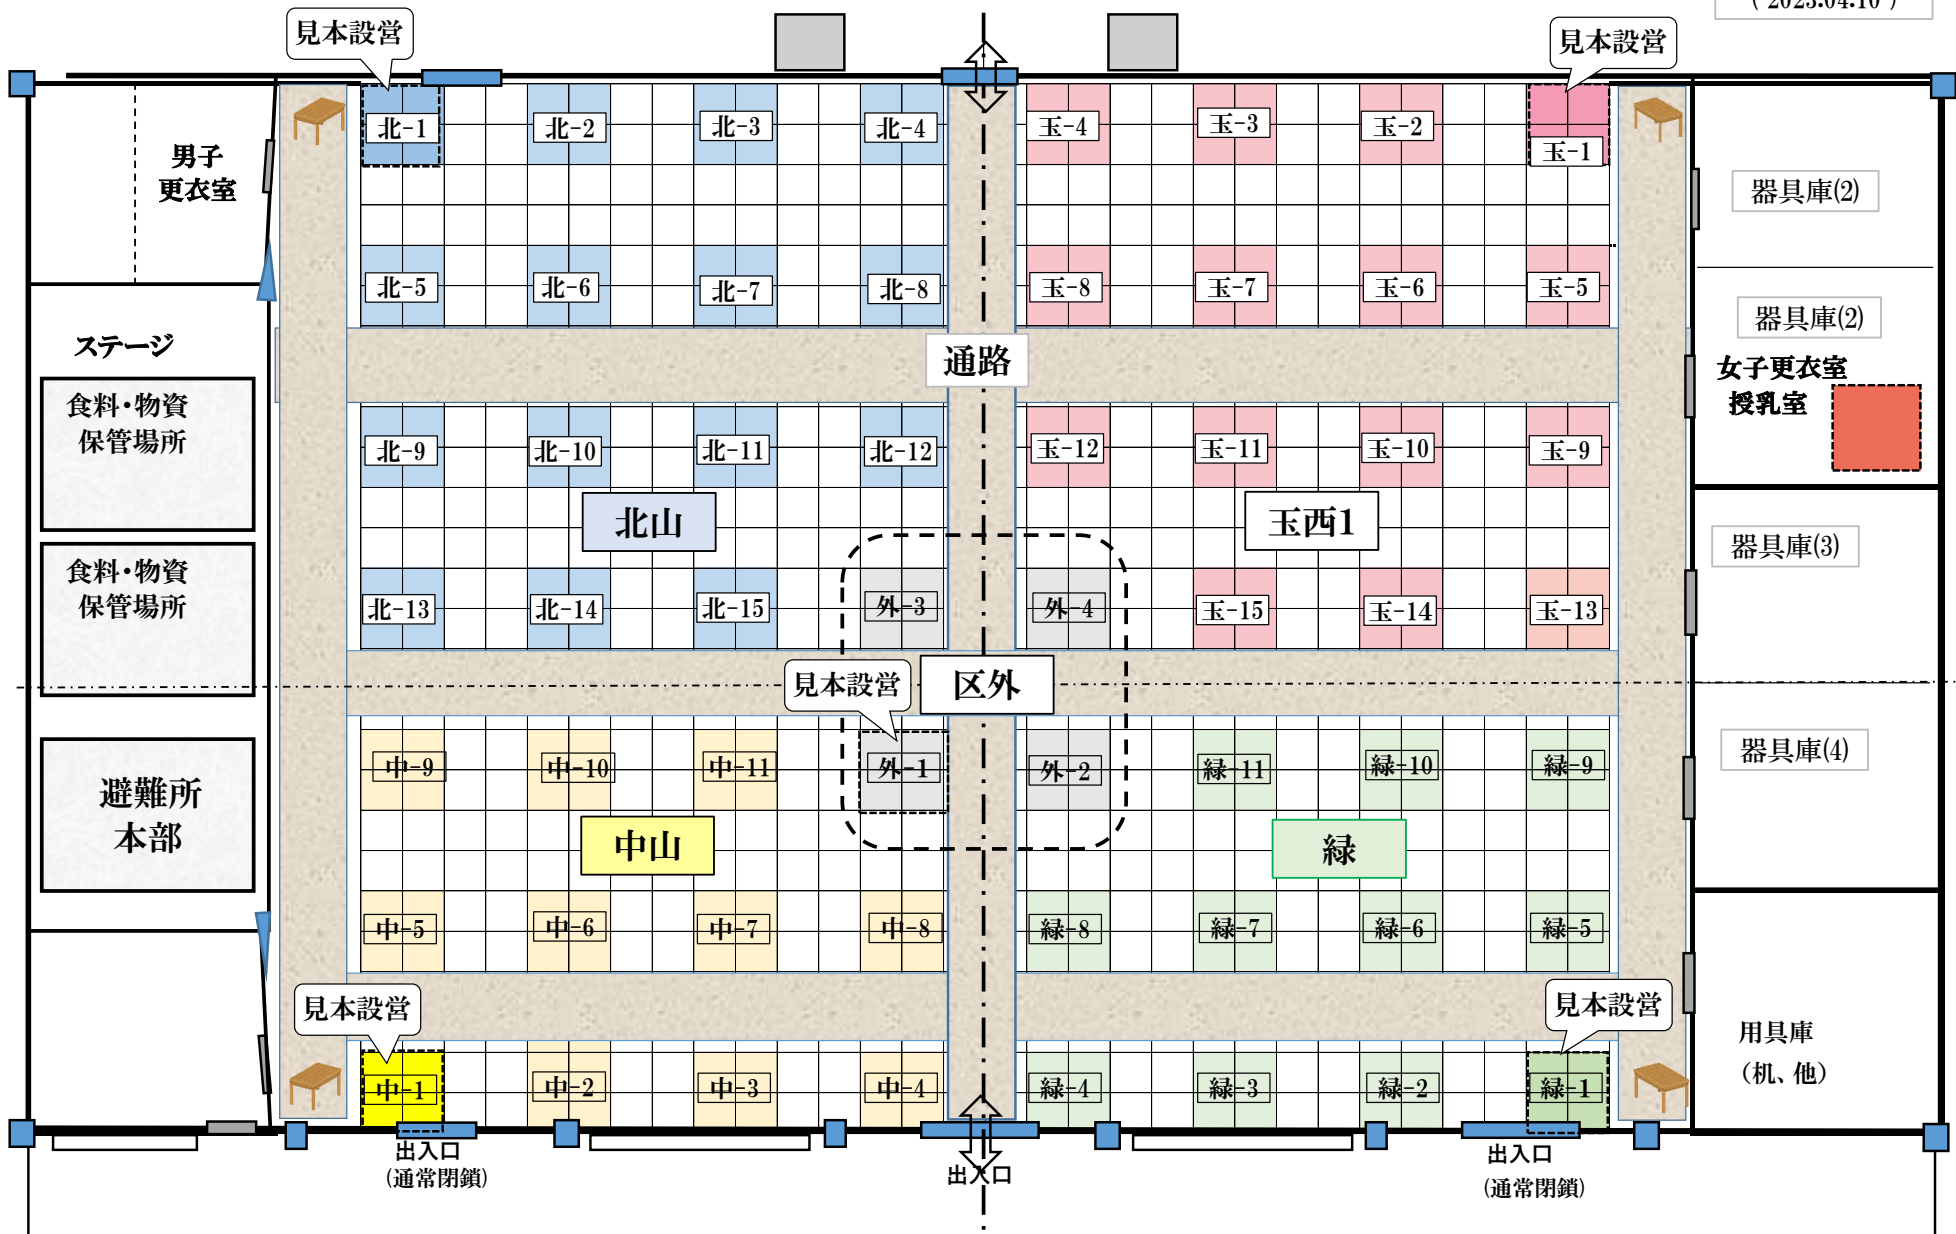 ( 2023.04.10 )
見本設営
見本設営
北-1
北-2
北-3
北-4
玉-4
玉-3
玉-2
玉-1
男子
更衣室
器具庫(2)
北-5
北-6
北-7
北-8
玉-8
玉-7
玉-6
玉-5
器具庫(2)
ステージ
通路
女子更衣室
授乳室
食料・物資
保管場所
北-9
北-10
北-11
北-12
玉-12
玉-11
玉-10
玉-9
北山
玉西1
器具庫(3)
食料・物資
保管場所
北-13
北-14
北-15
外-3
外-4
玉-15
玉-14
玉-13
見本設営
区外
中-9
中-10
中-11
外-1
外-2
緑-11
緑-10
緑-9
器具庫(4)
避難所
本部
中山
緑
中-5
中-6
中-7
中-8
緑-8
緑-7
緑-6
緑-5
見本設営
見本設営
用具庫
(机、他)
中-1
中-2
中-3
中-4
緑-4
緑-3
緑-2
緑-1
出入口
(通常閉鎖)
出入口
出入口
(通常閉鎖)